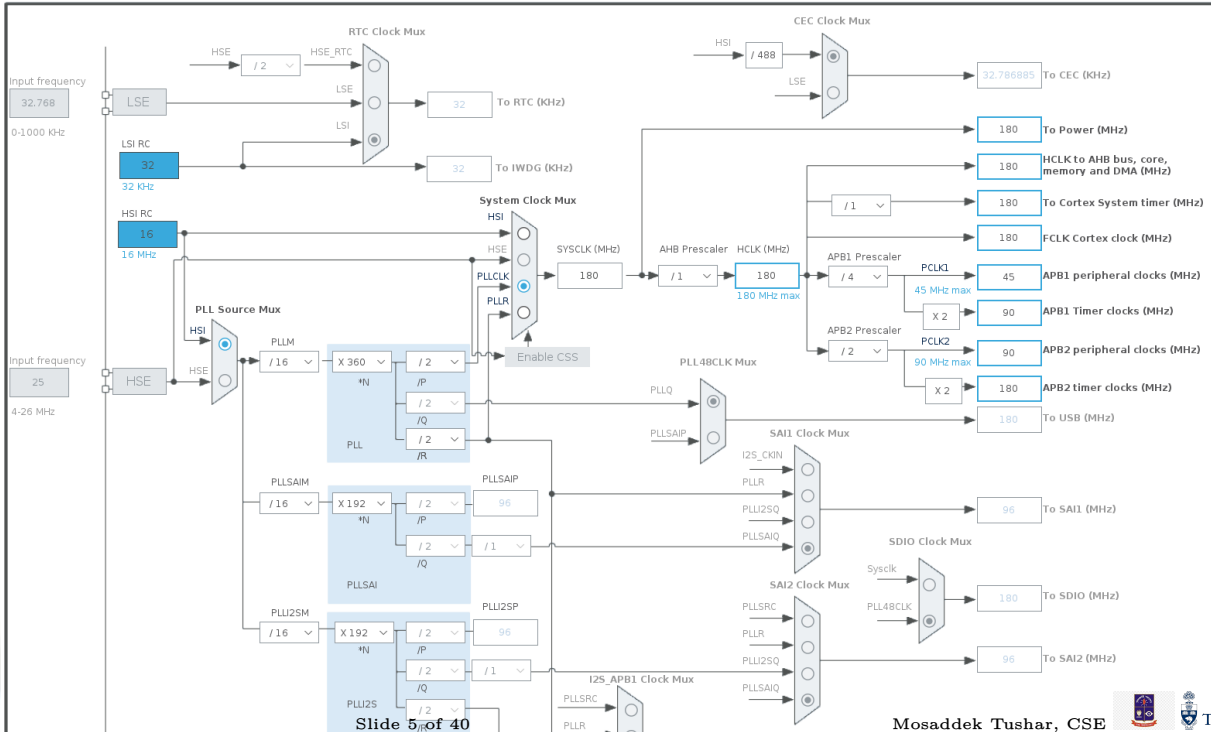 RTC Clock Mux
HSE
/ 2
HSE_RTC
Input frequency
32.768
0-1000 KHz
LSE
LSE
LSI
32
To RTC (KHz)
LSI RC
32
32 KHz
32
To IWDG (KHz)
CEC Clock Mux
HSI
/ 488
LSE
32.786885
To CEC (KHz)
HSI RC
16
16 MHz
System Clock Mux
HSI
HSE
PLLCLK
PLLR
SYSCLK (MHz)
180
AHB Prescaler
/ 1
HCLK (MHz)
180
180 MHz max
180
To Power (MHz)
180
HCLK to AHB bus, core,
memory and DMA (MHz)
/ 1
180
To Cortex System timer (MHz)
180
FCLK Cortex clock (MHz)
APB1 Prescaler
/ 4
PCLK1
45 MHz max
45
APB1 peripheral clocks (MHz)
X 2
90
APB1 Timer clocks (MHz)
APB2 Prescaler
/ 2
PCLK2
90 MHz max
90
APB2 peripheral clocks (MHz)
X 2
180
APB2 timer clocks (MHz)
Enable CSS
PLL Source Mux
HSI
HSE
Input frequency
25
4-26 MHz
HSE
PLLM
/ 16
X 360
*N
/ 2
/P
/ 2
/Q
/ 2
/R
PLL
PLL48CLK Mux
PLLQ
PLLSAIP
180
To USB (MHz)
PLLSAIM
/ 16
X 192
*N
/ 2
/P
/ 2
/Q
PLLSAI
PLLSAIP
96
/ 1
SAI1 Clock Mux
I2S_CKIN
PLLR
PLLI2SQ
PLLSAIQ
96
To SAI1 (MHz)
SDIO Clock Mux
Sysclk
PLL48CLK
180
To SDIO (MHz)
PLLI2SM
/ 16
X 192
*N
/ 2
/P
/ 2
/Q
/ 2
/R
PLLI2S
PLLI2SP
96
/ 1
SAI2 Clock Mux
PLLSRC
PLLR
PLLI2SQ
PLLSAIQ
96
To SAI2 (MHz)
I2S_APB1 Clock Mux
PLLSRC
PLLR
Slide 5 of 40
Mosaddek Tushar, CSE
T